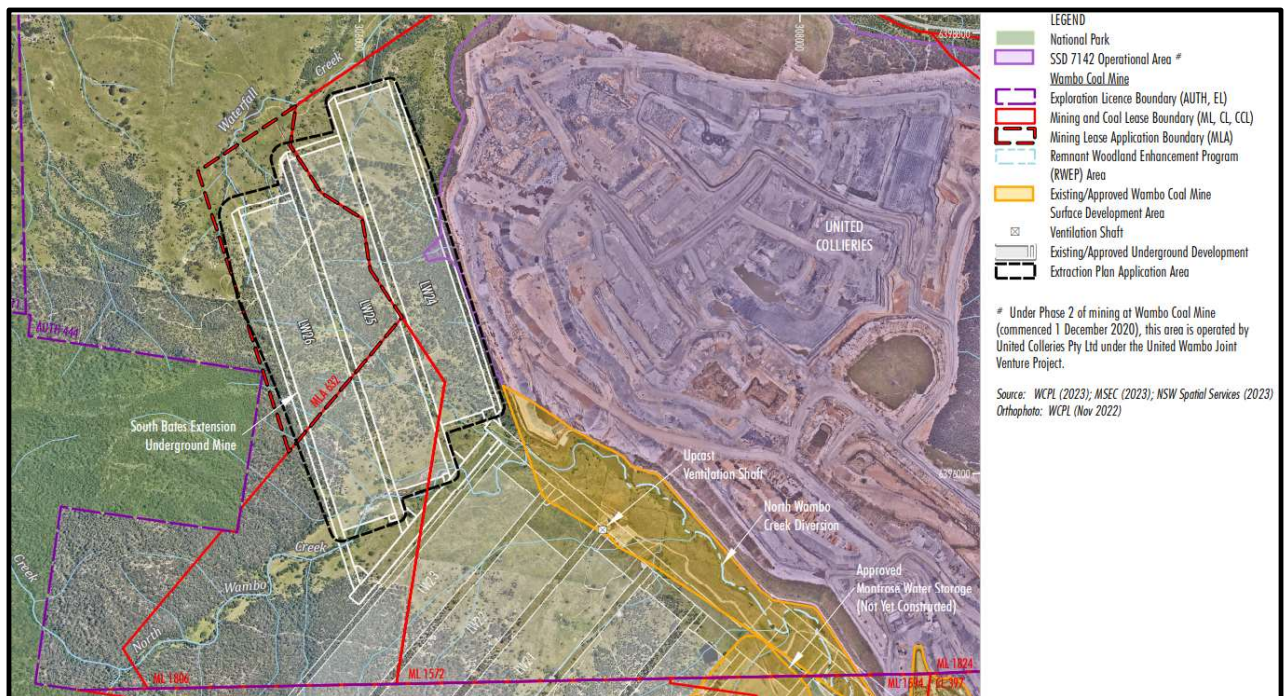 LEGEND
National Park
SSD 7142 Operational Area #
Wambo Coal Mine
Exploration Licence Boundary (AUTH, EL)
Mining and Coal Lease Boundary (ML, CL, CCL)
Mining Lease Application Boundary (MLA)
Remnant Woodland Enhancement Program
(RWEP) Area
Existing/Approved Wambo Coal Mine
Surface Development Area
Ventilation Shaft
Existing/Approved Underground Development
Extraction Plan Application Area
# Under Phase 2 of mining at Wambo Coal Mine
(commenced 1 December 2020), this area is operated by
United Colleries Pty Ltd under the United Wambo Joint
Venture Project.
Source: WCPL (2023); MSEC (2023); NSW Spatial Services (2023)
Orthophoto: WCPL (Nov 2022)
Waterfall
Creek
UNITED
COLLIERIES
LW24
LW25
LW26
AUTH 444
MLA 632
South Bates Extension
Underground Mine
Upcast
Ventilation Shaft
North Wambo
Creek Diversion
Approved
Montrose Water Storage
(Not Yet Constructed)
Creek
North
Wambo
Creek
ML 1806
ML 1572
ML 1824